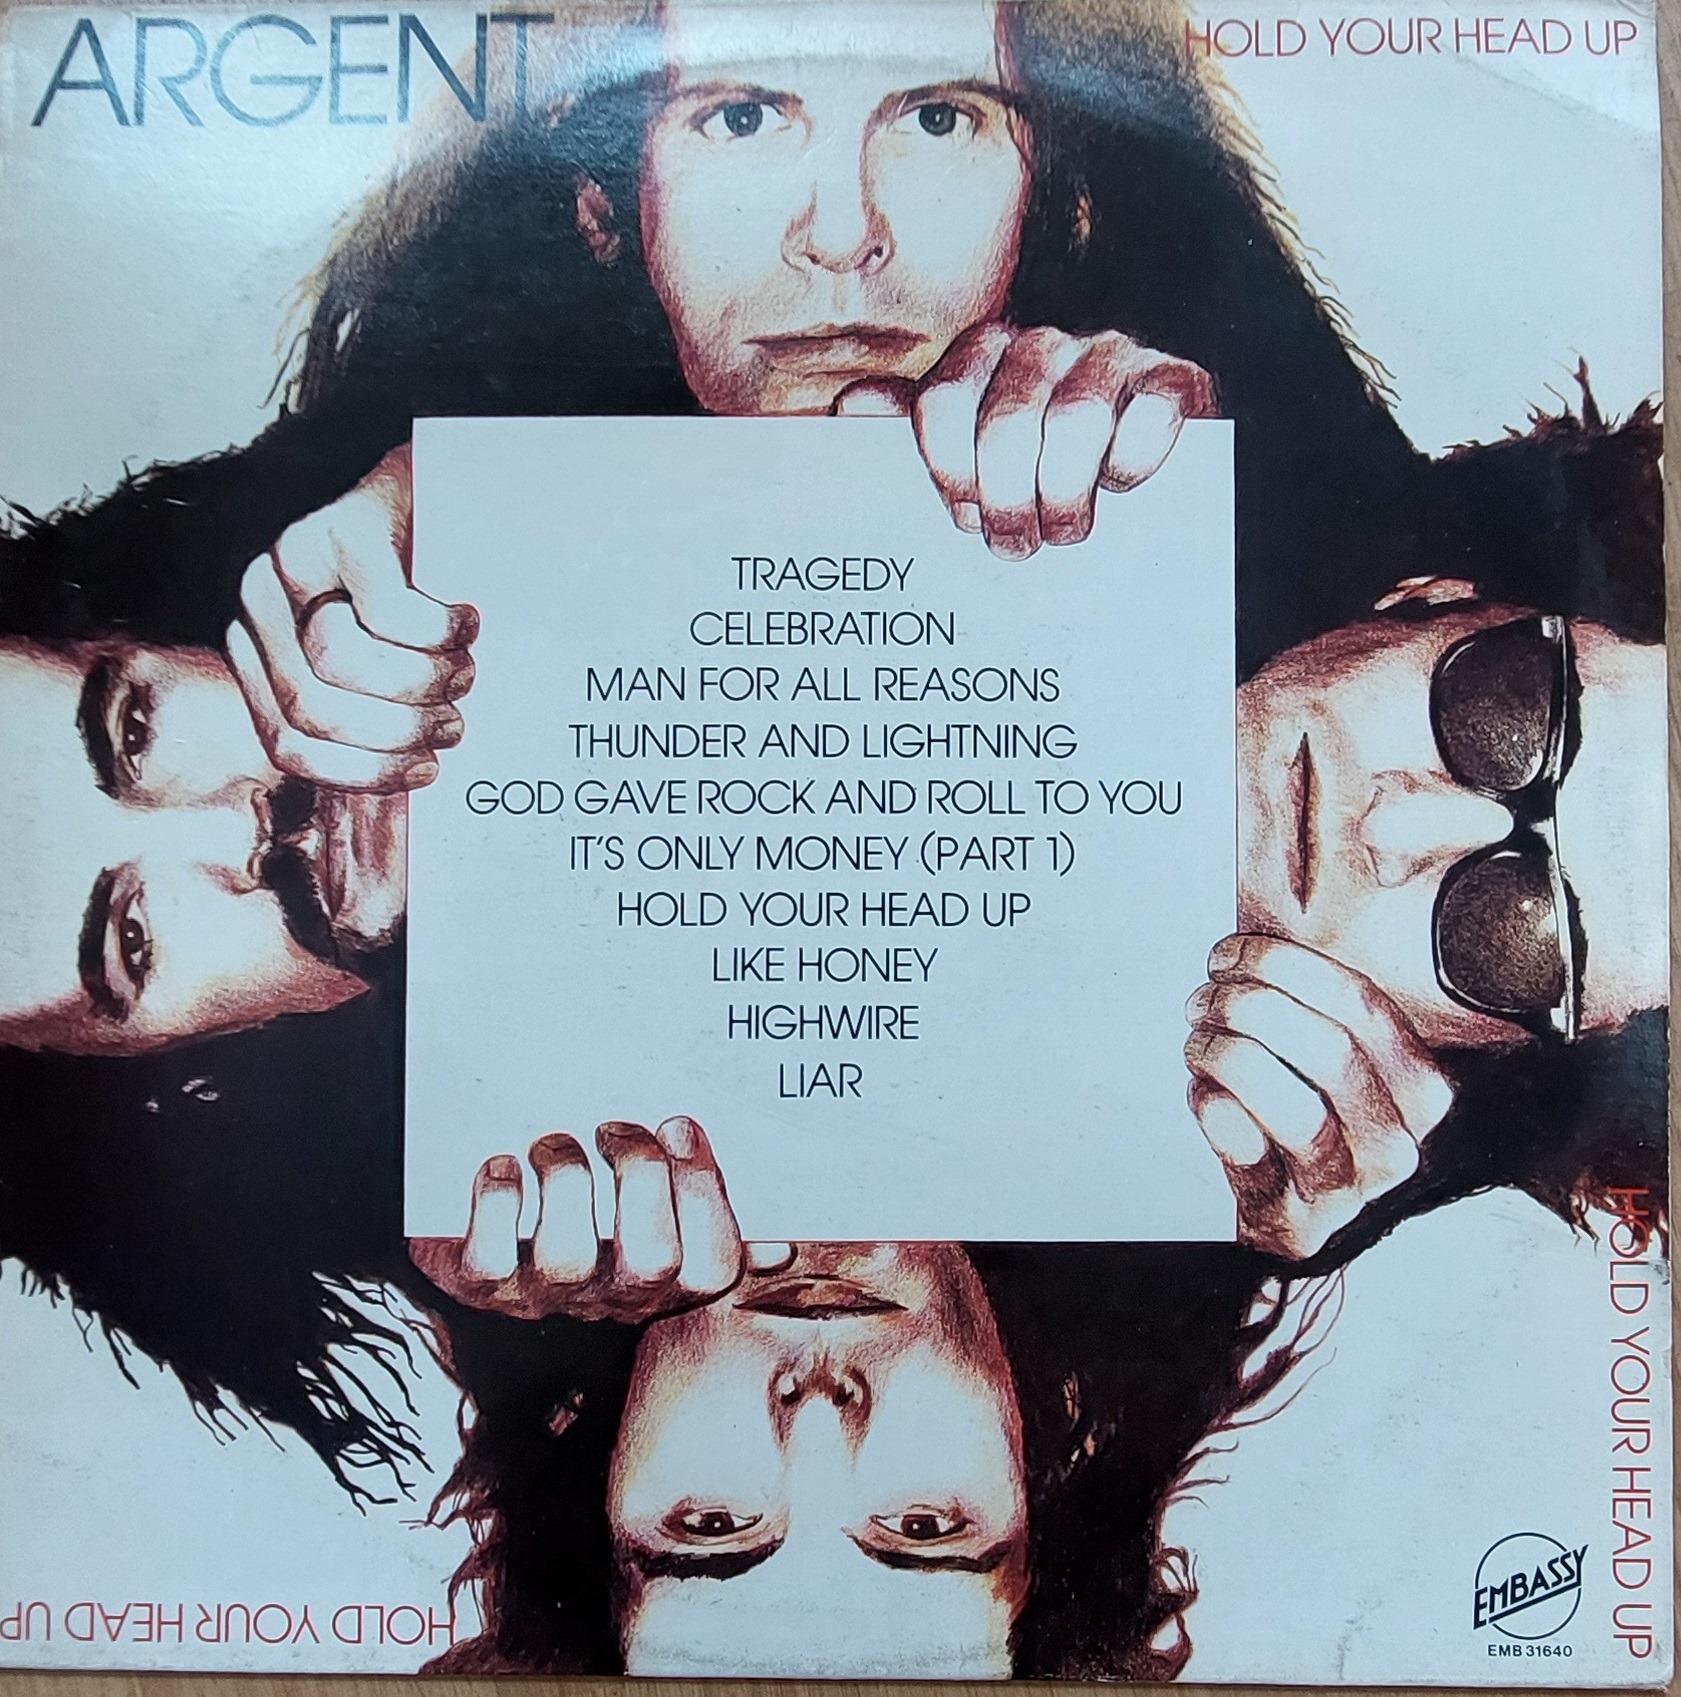 ARGENT
HOLD YOUR HEAD UP
TRAGEDY
CELEBRATION
MAN FOR ALL REASONS
THUNDER AND LIGHTNING
GOD GAVE ROCK AND ROLL TO YOU
IT'S ONLY MONEY (PART 1)
HOLD YOUR HEAD UP
LIKE HONEY
HIGHWIRE
LIAR
HOLD YOUR HEAD UP
HOLD YOUR HEAD UP
EMBASSY
EMB 31640